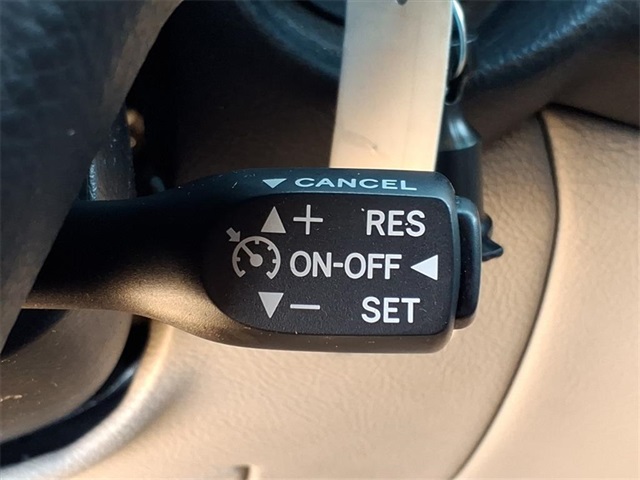 CANCEL
+ RES
ON-OFF
- SET